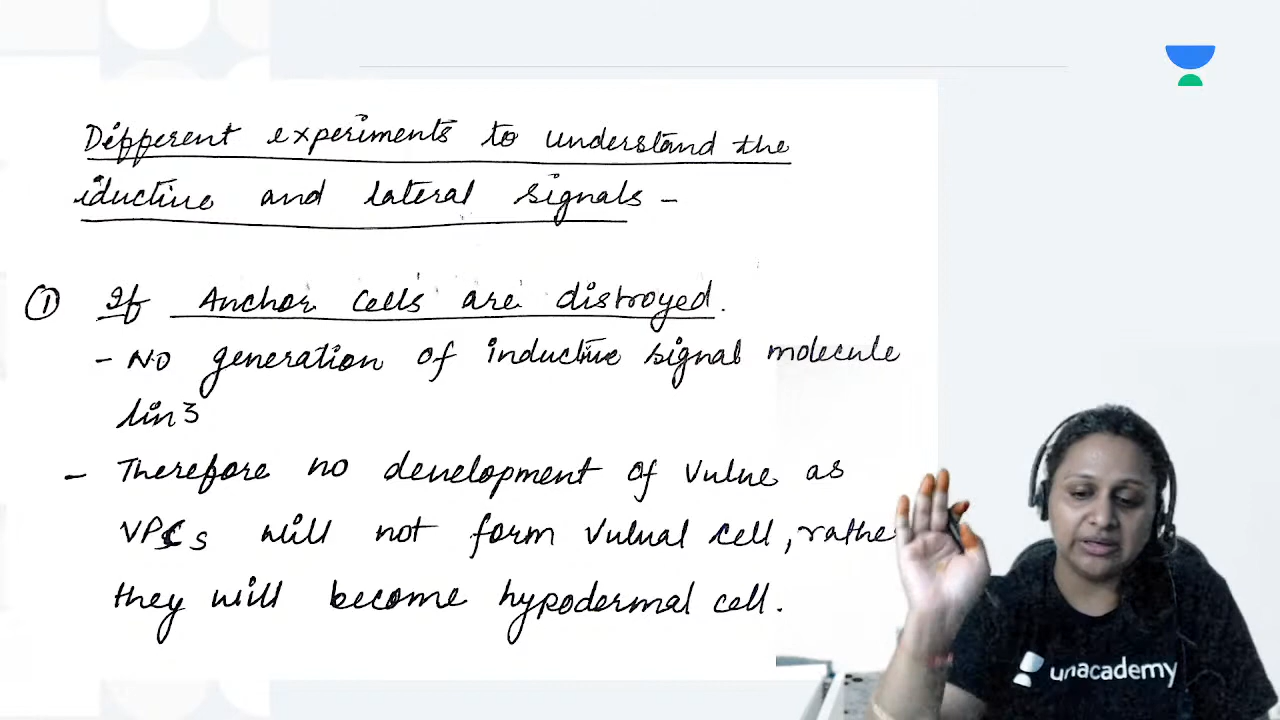 Different experiments to understand the
iductive and lateral signals -
① If Anchor cells are distroyed.
- No generation of inductive signal molecule
lin 3
- Therefore no development of vulve as
VPCs will not form vulval cell, rathe
they will become hypodermal cell.
unacademy